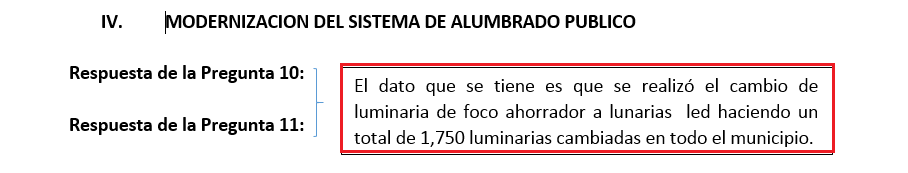 IV. MODERNIZACION DEL SISTEMA DE ALUMBRADO PUBLICO
Respuesta de la Pregunta 10:
Respuesta de la Pregunta 11:
El dato que se tiene es que se realizó el cambio de
luminaria de foco ahorrador a lunarias led haciendo un
total de 1,750 luminarias cambiadas en todo el municipio.